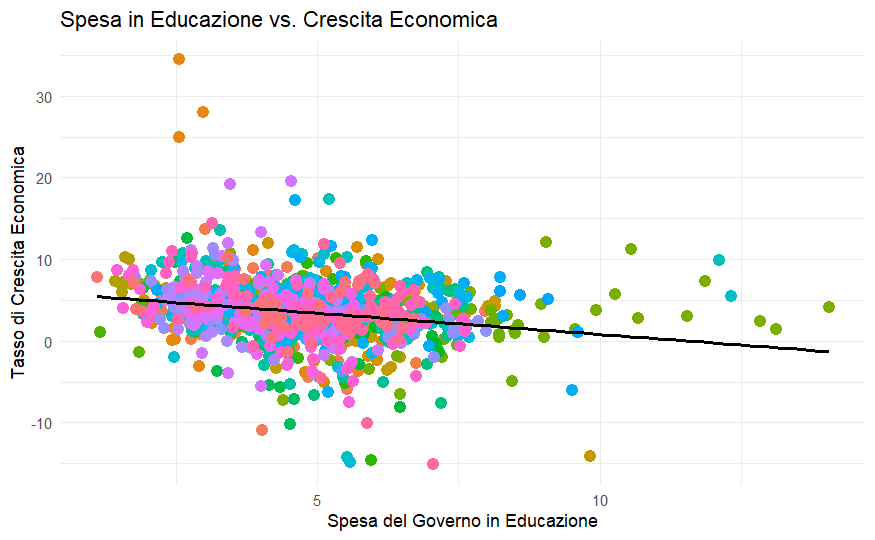 Spesa in Educazione vs. Crescita Economica
30
20
10
0
-10
Tasso di Crescita Economica
5
10
Spesa del Governo in Educazione